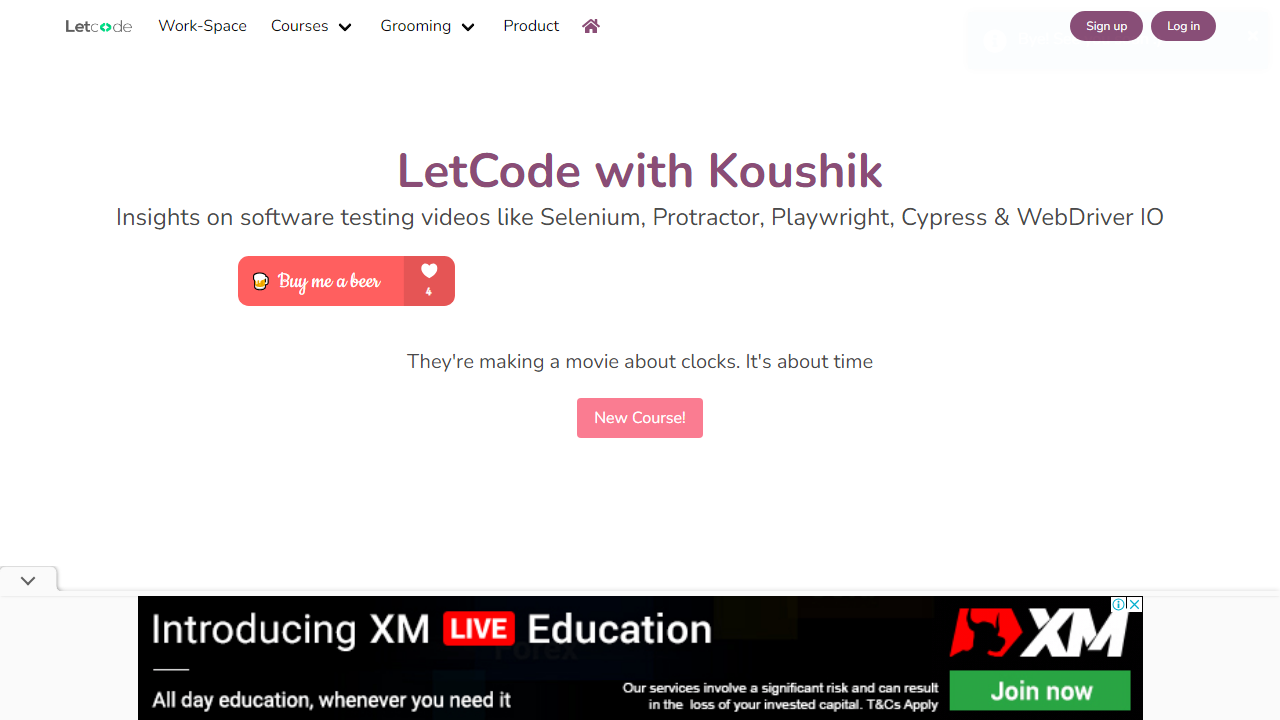 Letcode Work-Space Courses Grooming Product Sign up Log in
LetCode with Koushik
Insights on software testing videos like Selenium, Protractor, Playwright, Cypress & WebDriver IO
Buy me a beer 4
They're making a movie about clocks. It's about time
New Course!
Introducing XM LIVE Education
XM
Forex
All day education, whenever you need it
Our services involve a significant risk and can result
in the loss of your invested capital. T&Cs Apply
Join now